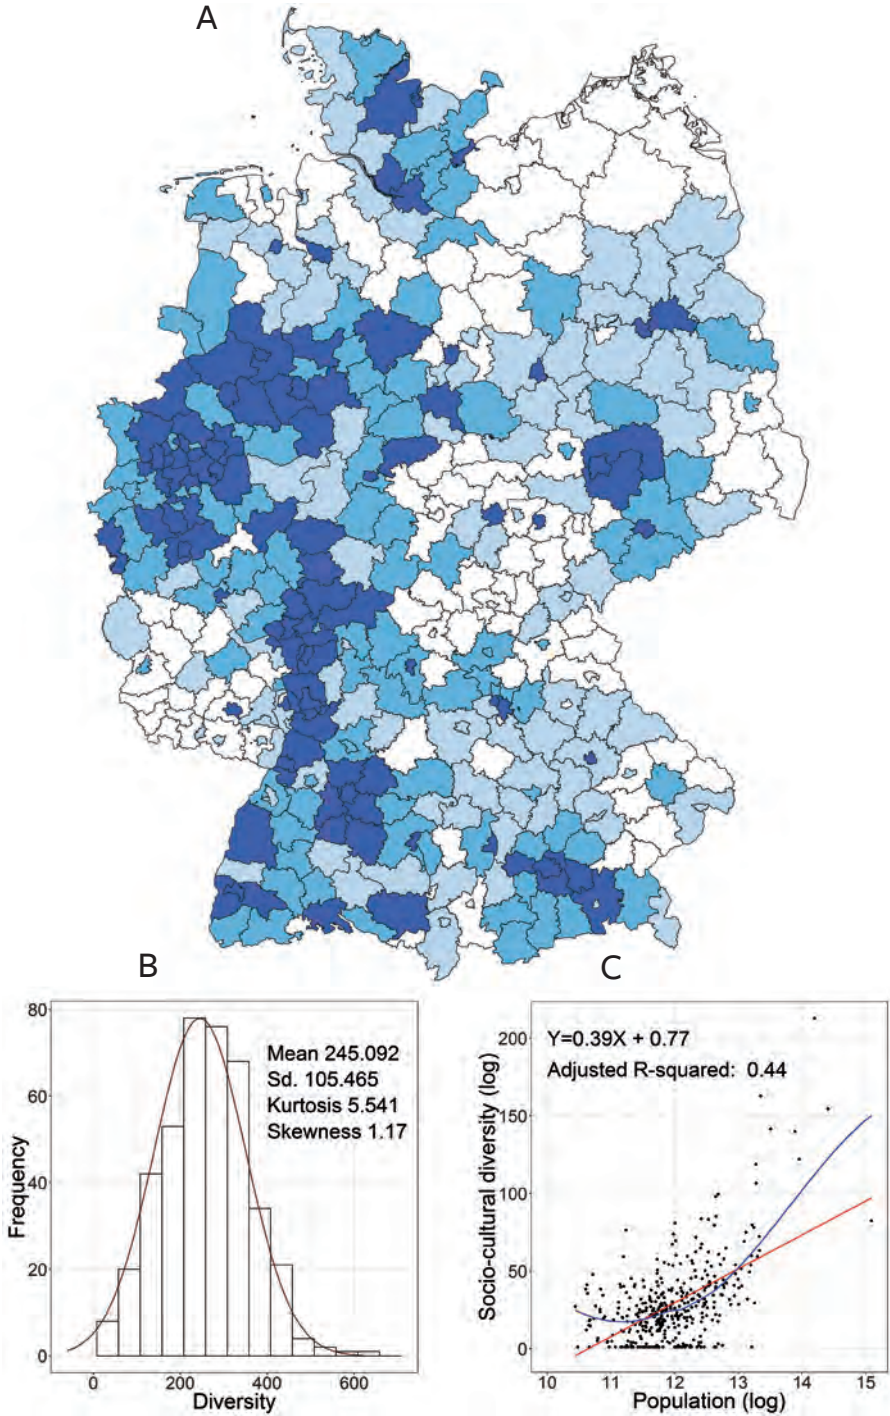 A
B
C
80
60
40
20
0
Frequency
Mean 245.092
Sd. 105.465
Kurtosis 5.541
Skewness 1.17
0
200
400
600
Diversity
200
150
100
50
0
Socio-cultural diversity (log)
Y=0.39X + 0.77
Adjusted R-squared: 0.44
10
11
12
13
14
15
Population (log)